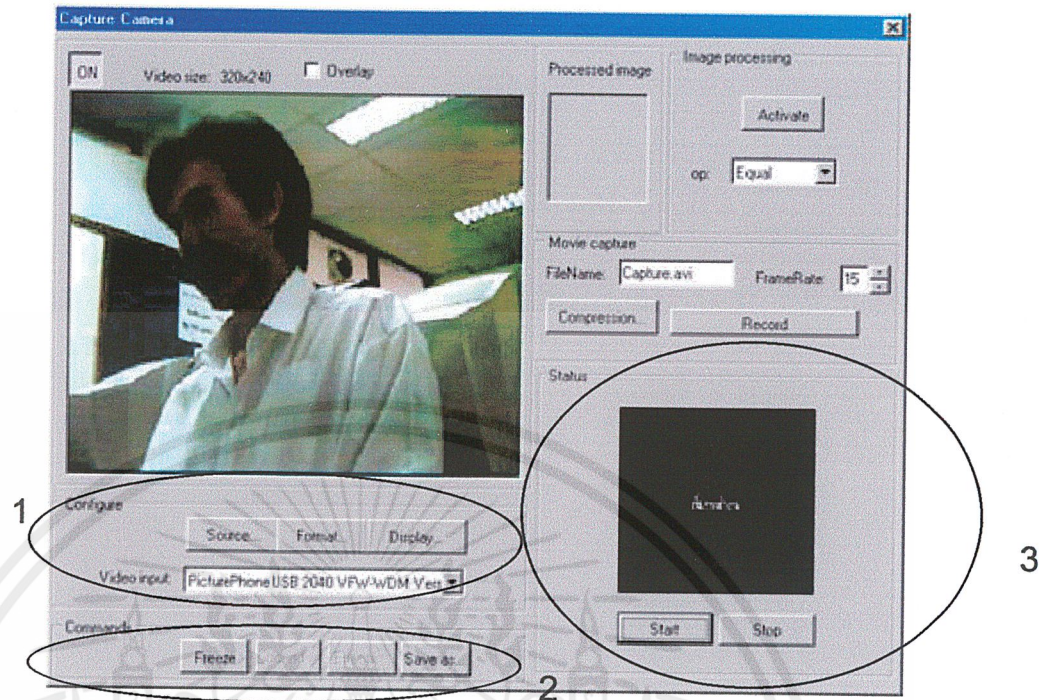 Capture Camera
ON Video size: 320x240 Overlay
Processed image
Image processing
Activate
op: Equal
Movie capture
FileName: Capture.avi FrameRate: 15
Compression... Record
Status
Start Stop
Configure
Source... Format... Display...
Video input: PicturePhone USB 2040 VFW-WDM Vers
Commands
Freeze Save as...
1
2
3